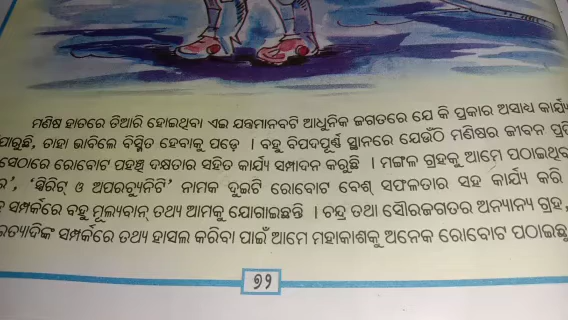 ମଣିଷ ହାତରେ ତିଆରି ହୋଇଥିବା ଏଇ ଯନ୍ତ୍ରମାନବଟି ଆଧୁନିକ ଜଗତରେ ଯେ କି ପ୍ରକାର ଅସାଧ୍ୟ କାର୍ଯ୍ୟ
ପାରୁଛି, ତାହା ଭାବିଲେ ବିସ୍ମିତ ହେବାକୁ ପଡ଼େ । ବହୁ ବିପଦପୂର୍ଣ୍ଣ ସ୍ଥାନରେ ଯେଉଁଠି ମଣିଷର ଜୀବନ ପ୍ରତି
ସେଠାରେ ରୋବୋଟ ପହଞ୍ଚି ଦକ୍ଷତାର ସହିତ କାର୍ଯ୍ୟ ସମ୍ପାଦନ କରୁଛି । ମଙ୍ଗଳ ଗ୍ରହକୁ ଆମେ ପଠାଇଥିବା
ର', 'ସ୍ପିରିଟ୍ ଓ ଅପରଚ୍ୟୁନିଟି' ନାମକ ଦୁଇଟି ରୋବୋଟ ବେଶ୍ ସଫଳତାର ସହ କାର୍ଯ୍ୟ କରି
ସମ୍ପର୍କରେ ବହୁ ମୂଲ୍ୟବାନ୍ ତଥ୍ୟ ଆମକୁ ଯୋଗାଇଛନ୍ତି । ଚନ୍ଦ୍ର ତଥା ସୌରଜଗତର ଅନ୍ୟାନ୍ୟ ଗ୍ରହ,
ଇତ୍ୟାଦିଙ୍କ ସମ୍ପର୍କରେ ତଥ୍ୟ ହାସଲ କରିବା ପାଇଁ ଆମେ ମହାକାଶକୁ ଅନେକ ରୋବୋଟ ପଠାଇଛୁ
୭୨